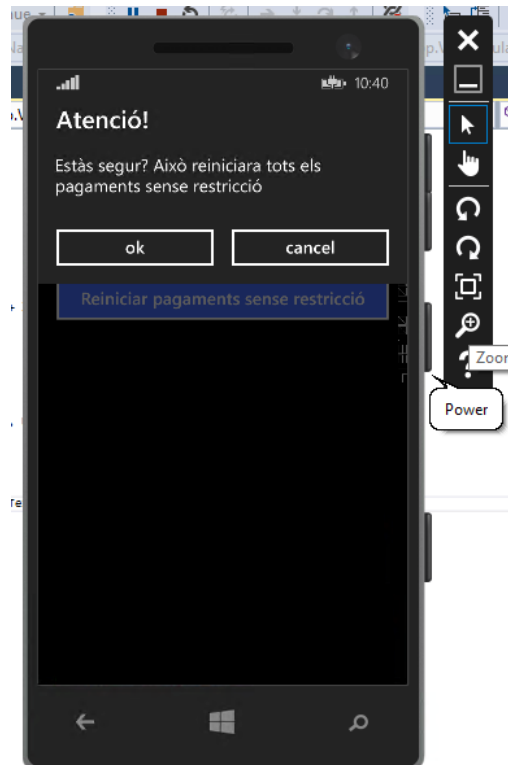 10:40
Atenció!
Estàs segur? Això reiniciara tots els
pagaments sense restricció
ok
cancel
Reiniciar pagaments sense restricció
Zoor
Power